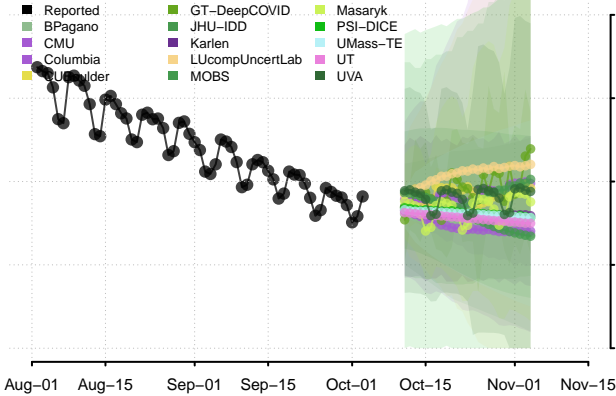 Reported GT−DeepCOVID Masaryk
BPagano JHU−IDD PSI−DICE
CMU Karlen UMass−TE
Columbia LUcompUncertLab UT
CUBoulder MOBS UVA
Aug−01 Aug−15 Sep−01 Sep−15 Oct−01 Oct−15 Nov−01 Nov−15